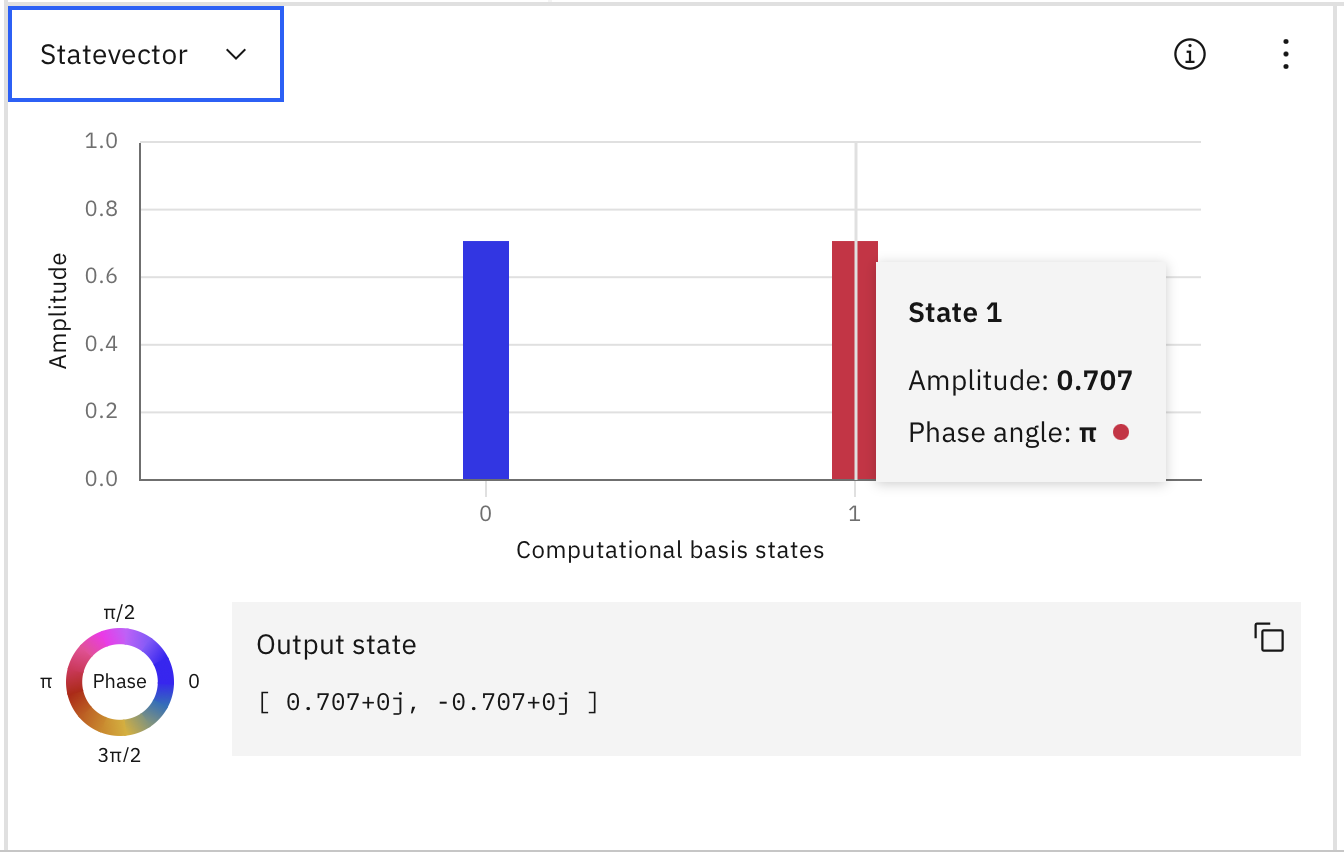 Statevector
1.0
0.8
0.6
0.4
0.2
0.0
Amplitude
State 1
Amplitude: 0.707
Phase angle: π
0 1
Computational basis states
π/2
π Phase 0
3π/2
Output state
[ 0.707+0j, -0.707+0j ]